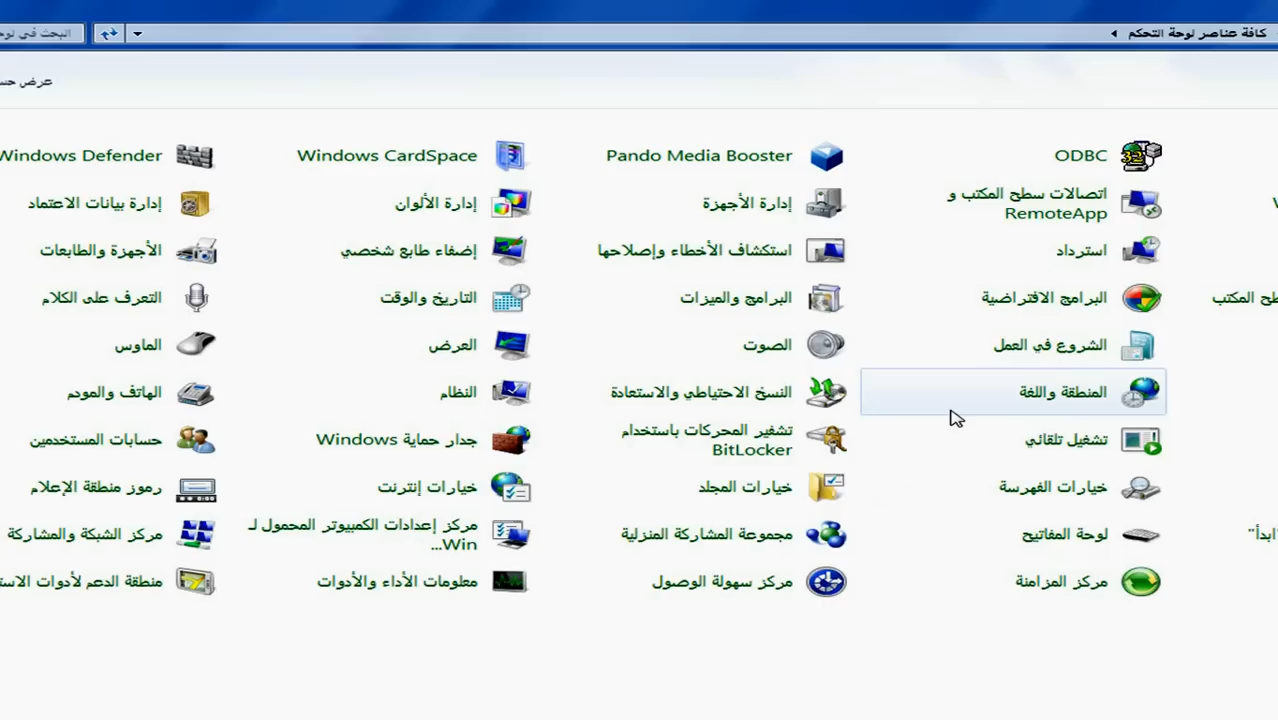 كافة عناصر لوحة التحكم
البحث في
عرض
ODBC
Pando Media Booster
Windows CardSpace
Windows Defender
اتصالات سطح المكتب و
RemoteApp
إدارة الأجهزة
إدارة الألوان
إدارة بيانات الاعتماد
استرداد
استكشاف الأخطاء وإصلاحها
إضفاء طابع شخصي
الأجهزة والطابعات
المكتب
البرامج الافتراضية
البرامج والميزات
التاريخ والوقت
التعرف على الكلام
الشروع في العمل
الصوت
العرض
الماوس
المنطقة واللغة
النسخ الاحتياطي والاستعادة
النظام
الهاتف والمودم
تشغيل تلقائي
تشفير المحركات باستخدام
BitLocker
جدار حماية Windows
حسابات المستخدمين
خيارات الفهرسة
خيارات المجلد
خيارات إنترنت
رموز منطقة الإعلام
لوحة المفاتيح
مجموعة المشاركة المنزلية
مركز إعدادات الكمبيوتر المحمول لـ
Win...
مركز الشبكة والمشاركة
مركز المزامنة
مركز سهولة الوصول
معلومات الأداء والأدوات
منطقة الدعم لأدوات